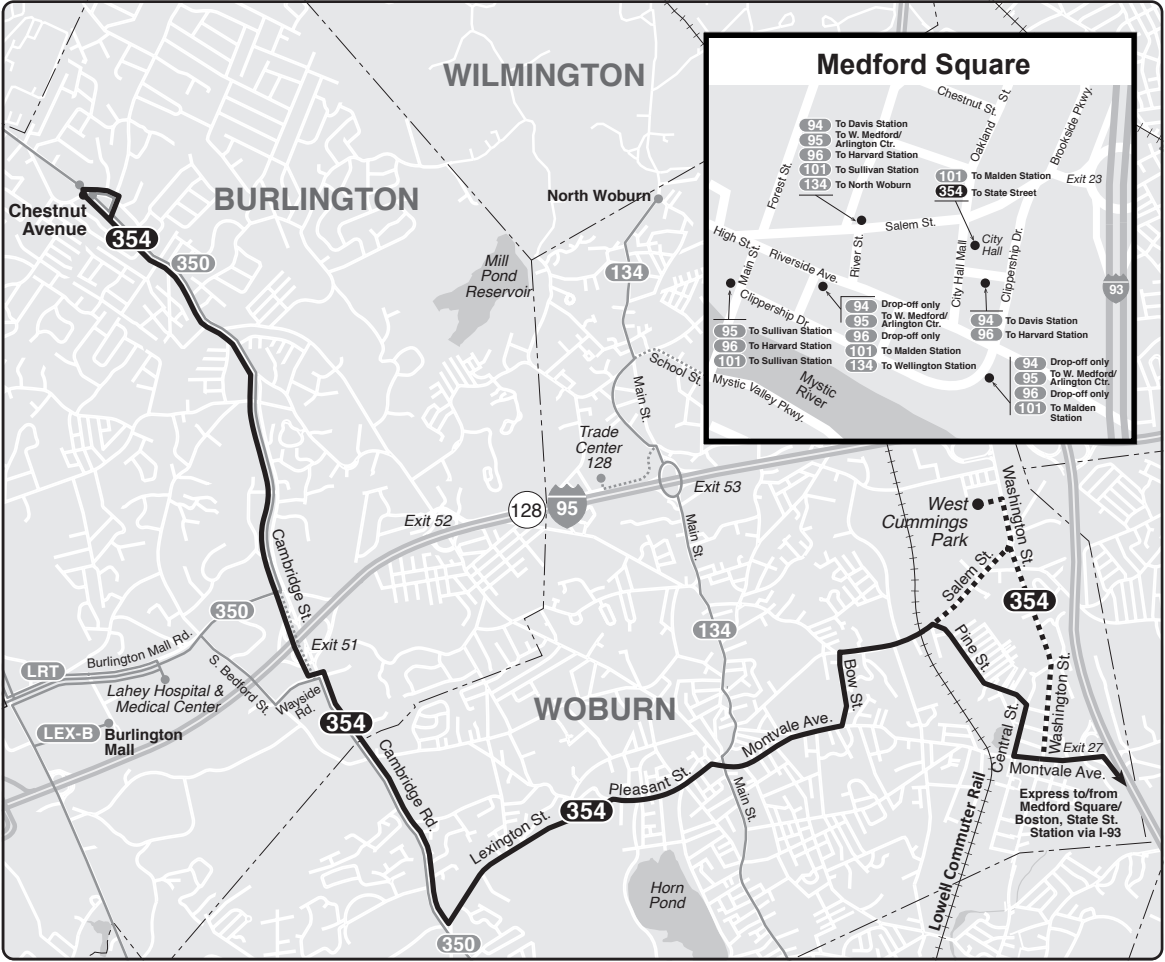 WILMINGTON
BURLINGTON
Chestnut
Avenue
354
350
Mill
Pond
Reservoir
North Woburn
134
School St.
Main St.
Trade
Center
128
128
95
Exit 52
Exit 53
Main St.
134
Cambridge St.
350
Exit 51
Burlington Mall Rd.
LRT
Lahey Hospital &
Medical Center
S. Bedford St.
Wayside
Rd.
LEX-B
Burlington
Mall
354
Cambridge Rd.
WOBURN
Lexington St.
354
Pleasant St.
Montvale Ave.
Bow St.
Main St.
Horn
Pond
350
West
Cummings
Park
Washington St.
Salem St.
354
Pine St.
Washington St.
Central St.
Exit 27
Montvale Ave.
Express to/from
Medford Square/
Boston, State St.
Station via I-93
Lowell Commuter Rail
Medford Square
Chestnut St.
Oakland St.
Brookside Pkwy.
Exit 23
94 To Davis Station
95 To W. Medford/
Arlington Ctr.
96 To Harvard Station
101 To Sullivan Station
134 To North Woburn
101 To Malden Station
354 To State Street
Forest St.
Salem St.
High St.
Main St.
Riverside Ave.
River St.
City Hall Mall
City
Hall
Clippership Dr.
93
Clippership Dr.
95 To Sullivan Station
96 To Harvard Station
101 To Sullivan Station
94 Drop-off only
95 To W. Medford/
Arlington Ctr.
96 Drop-off only
101 To Malden Station
134 To Wellington Station
94 To Davis Station
96 To Harvard Station
94 Drop-off only
95 To W. Medford/
Arlington Ctr.
96 Drop-off only
101 To Malden
Station
Mystic Valley Pkwy.
Mystic
River